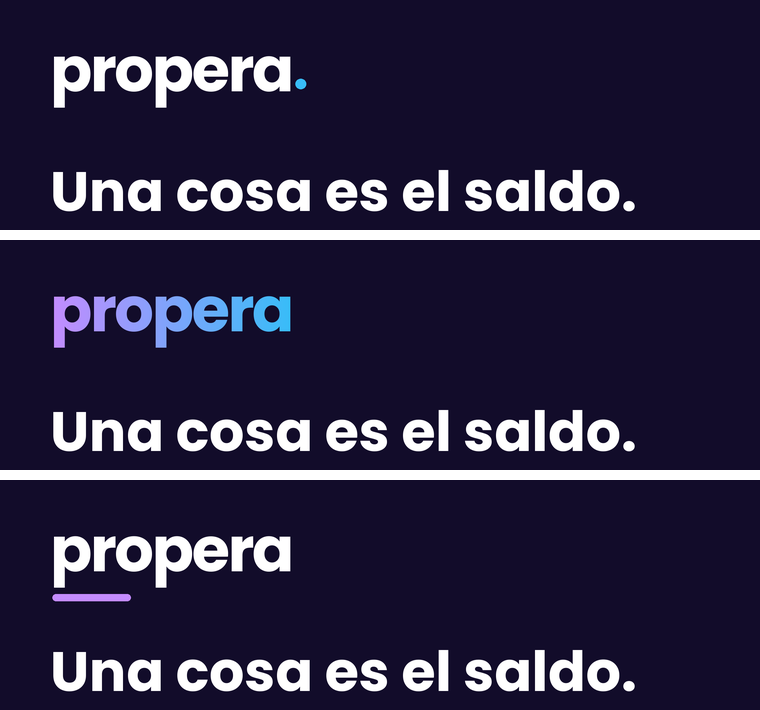 propera.
Una cosa es el saldo.
propera
Una cosa es el saldo.
propera
Una cosa es el saldo.